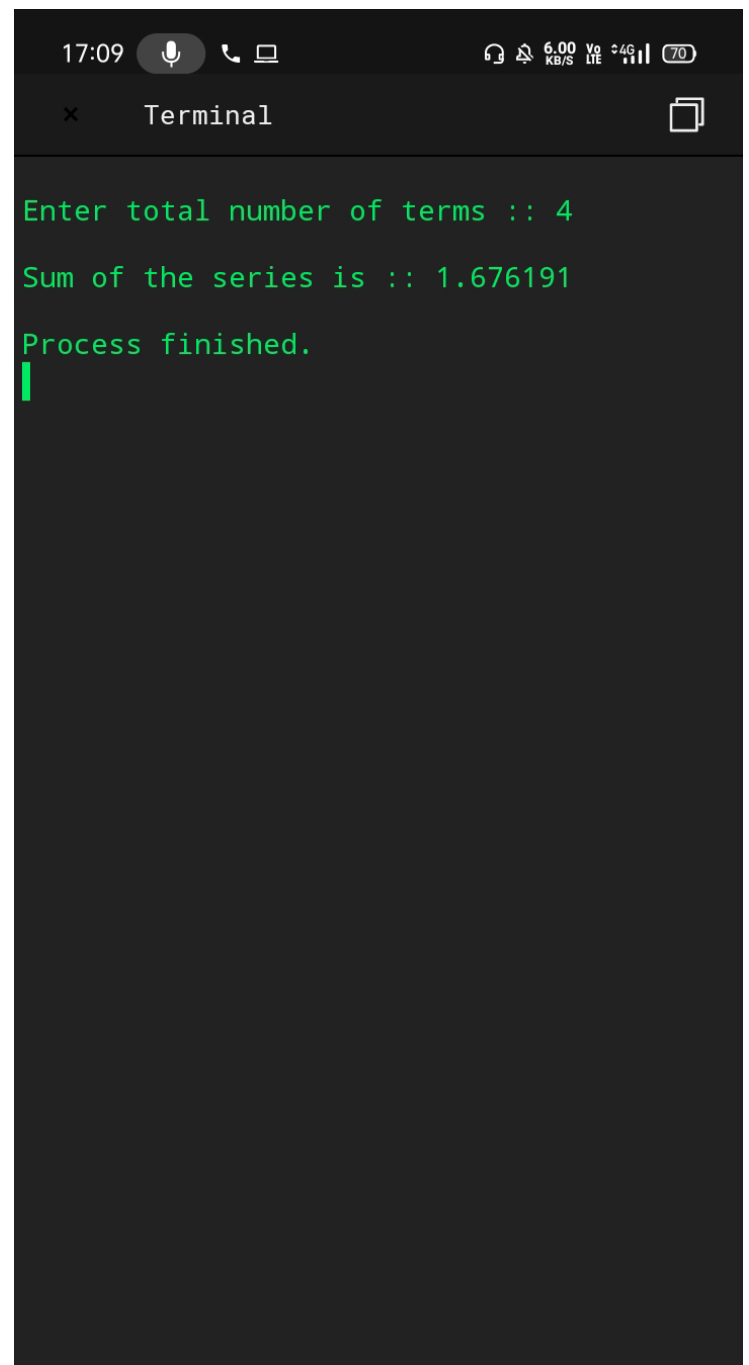 17:09 6.00 KB/S Vo LTE 4G 70
× Terminal
Enter total number of terms :: 4
Sum of the series is :: 1.676191
Process finished.